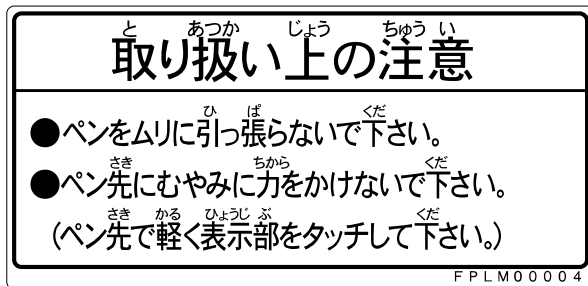 取り扱い上の注意
●ペンをムリに引っ張らないで下さい。
●ペン先にむやみに力をかけないで下さい。
(ペン先で軽く表示部をタッチして下さい。)
FPLM00004